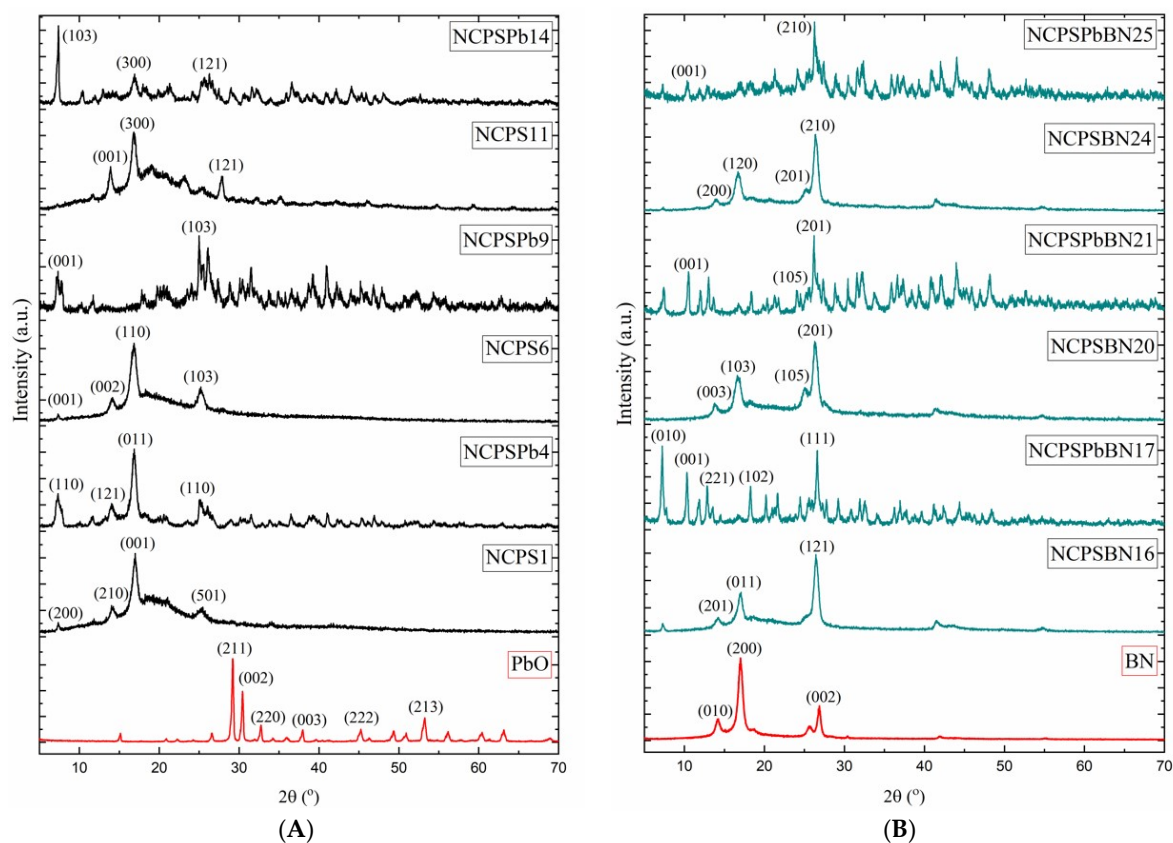 NCPSPb14
(103)
(300)
(121)
NCPS11
(300)
(001)
(121)
NCPSPb9
(103)
(001)
NCPS6
(110)
(002)
(103)
(001)
NCPSPb4
(011)
(110)
(121)
(110)
NCPS1
(001)
(210)
(501)
(200)
PbO
(211)
(002)
(220)
(003)
(222)
(213)
Intensity (a.u.)
10 20 30 40 50 60 70
2θ (°)
(A)
NCPSPbBN25
(210)
(001)
NCPSBN24
(210)
(120)
(201)
(200)
NCPSPbBN21
(201)
(001)
(105)
NCPSBN20
(201)
(103)
(105)
(003)
NCPSPbBN17
(010)
(001)
(111)
(221)
(102)
NCPSBN16
(121)
(011)
(201)
BN
(200)
(010)
(002)
Intensity (a.u.)
10 20 30 40 50 60 70
2θ (°)
(B)